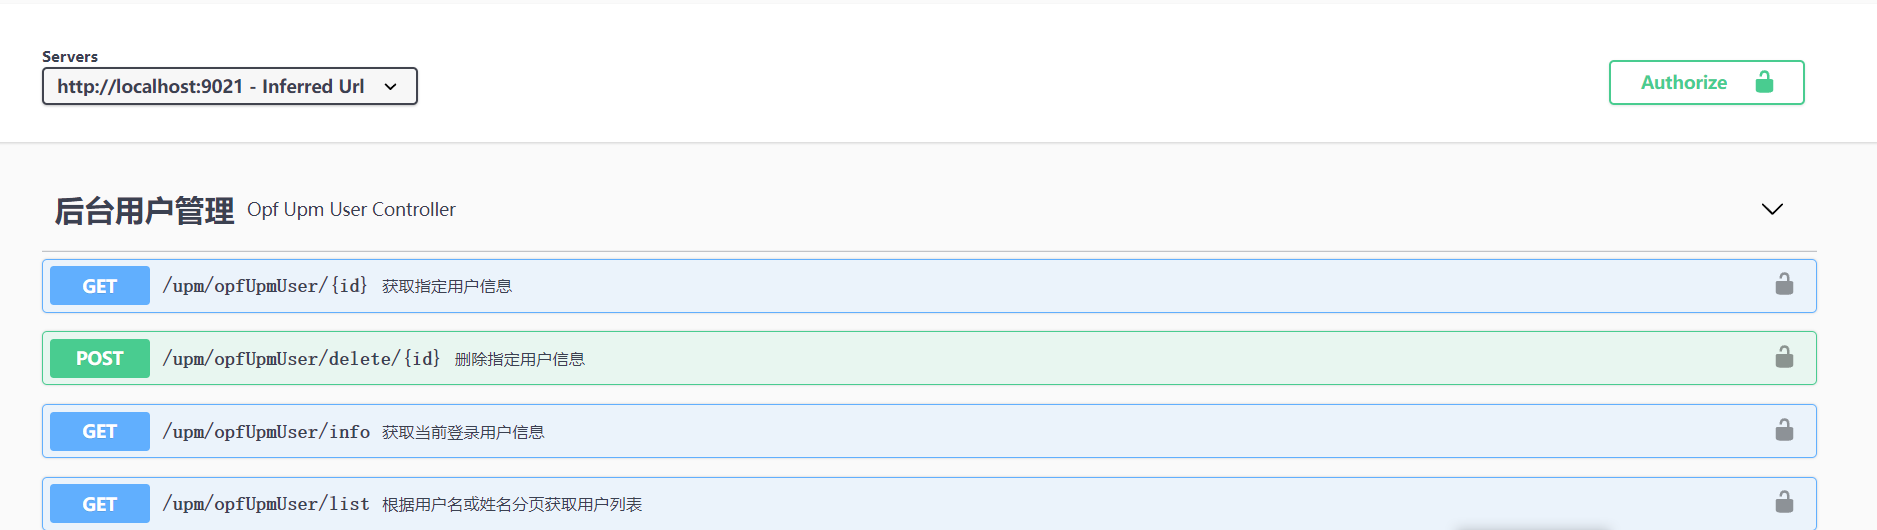 Servers
http://localhost:9021 - Inferred Url
Authorize
后台用户管理 Opf Upm User Controller
GET /upm/opfUpmUser/{id} 获取指定用户信息
POST /upm/opfUpmUser/delete/{id} 删除指定用户信息
GET /upm/opfUpmUser/info 获取当前登录用户信息
GET /upm/opfUpmUser/list 根据用户名或姓名分页获取用户列表